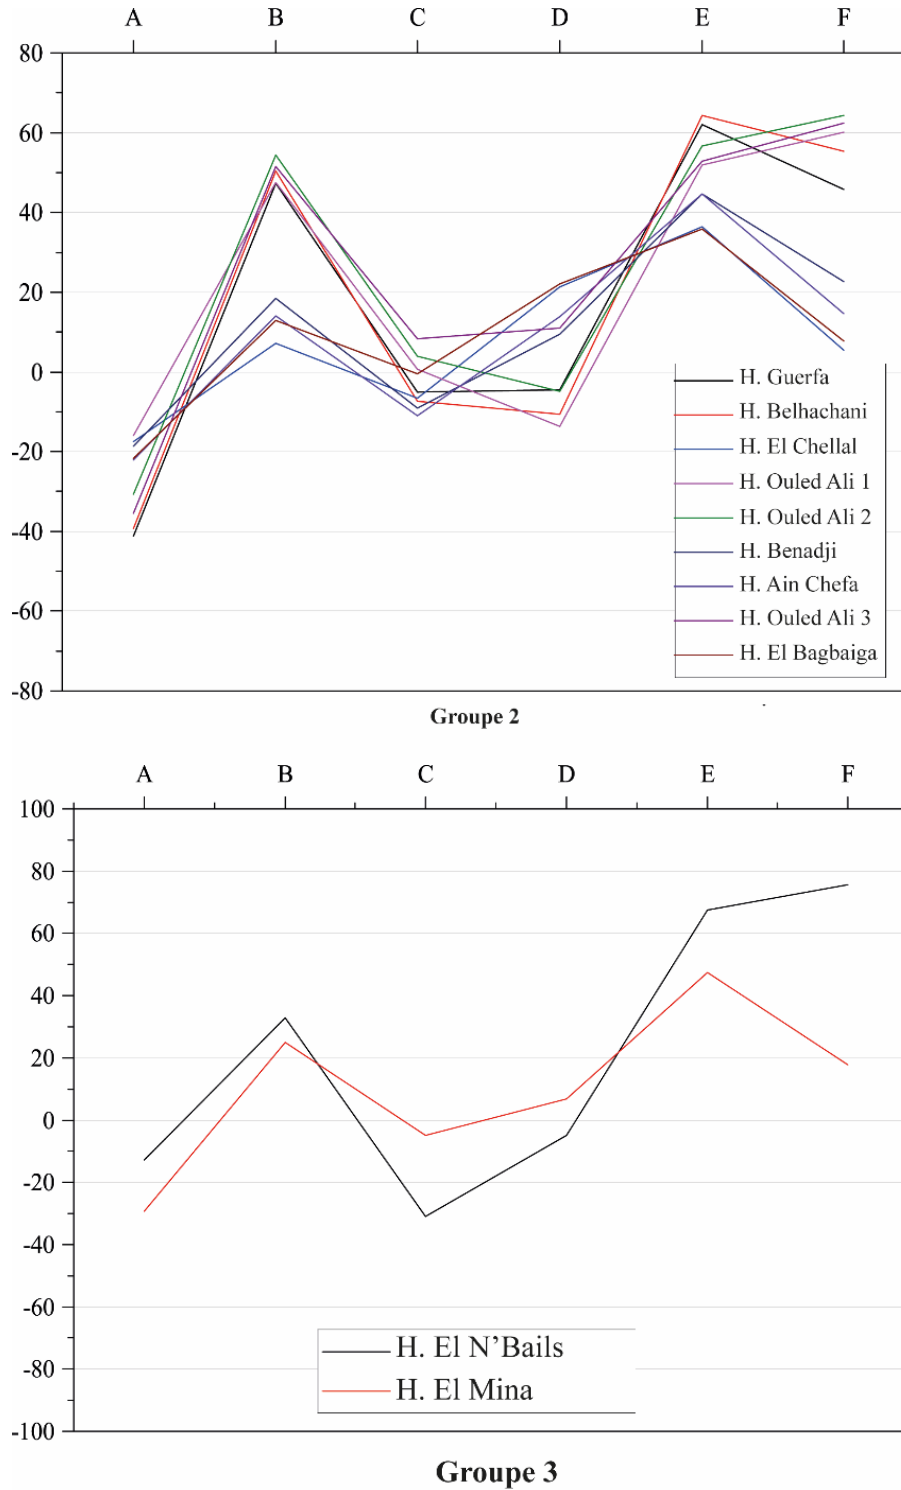 A B C D E F
80
60
40
20
0
-20
-40
-60
-80
H. Guerfa
H. Belhachani
H. El Chellal
H. Ouled Ali 1
H. Ouled Ali 2
H. Benadji
H. Ain Chefa
H. Ouled Ali 3
H. El Bagbaiga
Groupe 2
A B C D E F
100
80
60
40
20
0
-20
-40
-60
-80
-100
H. El N’Bails
H. El Mina
Groupe 3